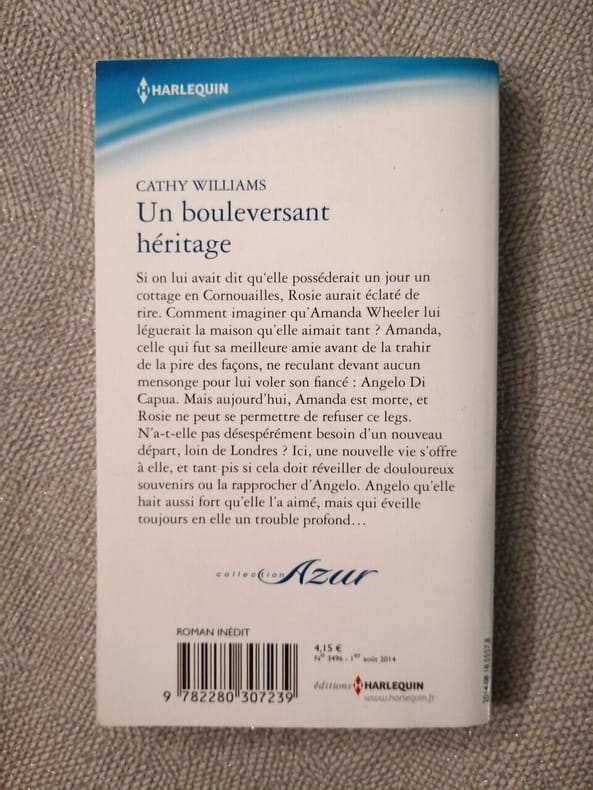 HARLEQUIN
CATHY WILLIAMS
Un bouleversant
héritage
Si on lui avait dit qu'elle posséderait un jour un
cottage en Cornouailles, Rosie aurait éclaté de
rire. Comment imaginer qu'Amanda Wheeler lui
léguerait la maison qu'elle aimait tant ? Amanda,
celle qui fut sa meilleure amie avant de la trahir
de la pire des façons, ne reculant devant aucun
mensonge pour lui voler son fiancé : Angelo Di
Capua. Mais aujourd'hui, Amanda est morte, et
Rosie ne peut se permettre de refuser ce legs.
N'a-t-elle pas désespérément besoin d'un nouveau
départ, loin de Londres ? Ici, une nouvelle vie s'offre
à elle, et tant pis si cela doit réveiller de douloureux
souvenirs ou la rapprocher d'Angelo. Angelo qu'elle
hait aussi fort qu'elle l'a aimé, mais qui éveille
toujours en elle un trouble profond…
collection Azur
ROMAN INÉDIT
4,15 €
N° 3496 - 1er août 2014
9 782280 307239
éditions HARLEQUIN
www.harlequin.fr
2014.08.18.5557.8